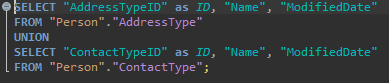 SELECT "AddressTypeID" as ID, "Name", "ModifiedDate"
FROM "Person"."AddressType"
UNION
SELECT "ContactTypeID" as ID, "Name", "ModifiedDate"
FROM "Person"."ContactType";